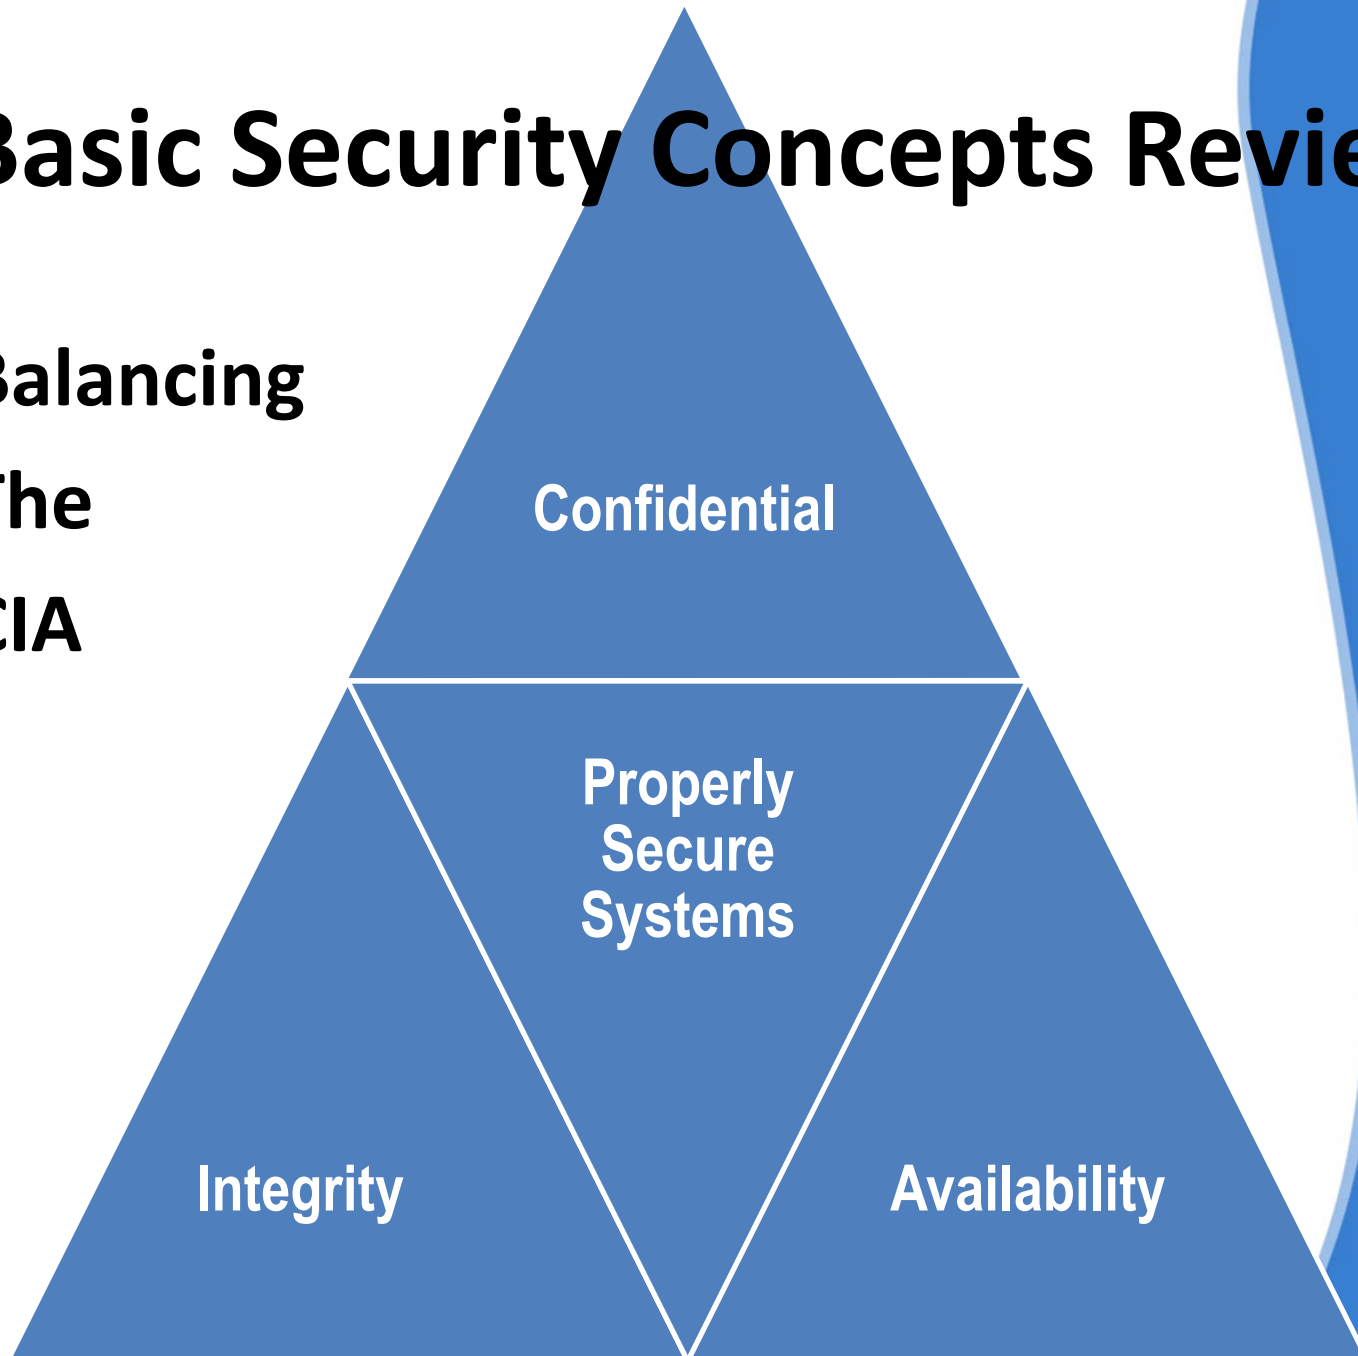 Basic Security Concepts Revie
Balancing
The
CIA
Confidential
Properly
Secure
Systems
Integrity
Availability